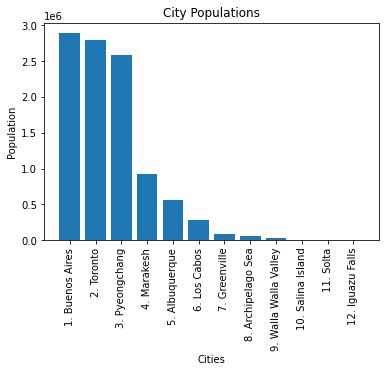 City Populations
1e6
3.0
2.5
2.0
1.5
1.0
0.5
0.0
Population
1. Buenos Aires
2. Toronto
3. Pyeongchang
4. Marakesh
5. Albuquerque
6. Los Cabos
7. Greenville
8. Archipelago Sea
9. Walla Walla Valley
10. Salina Island
11. Solta
12. Iguazu Falls
Cities